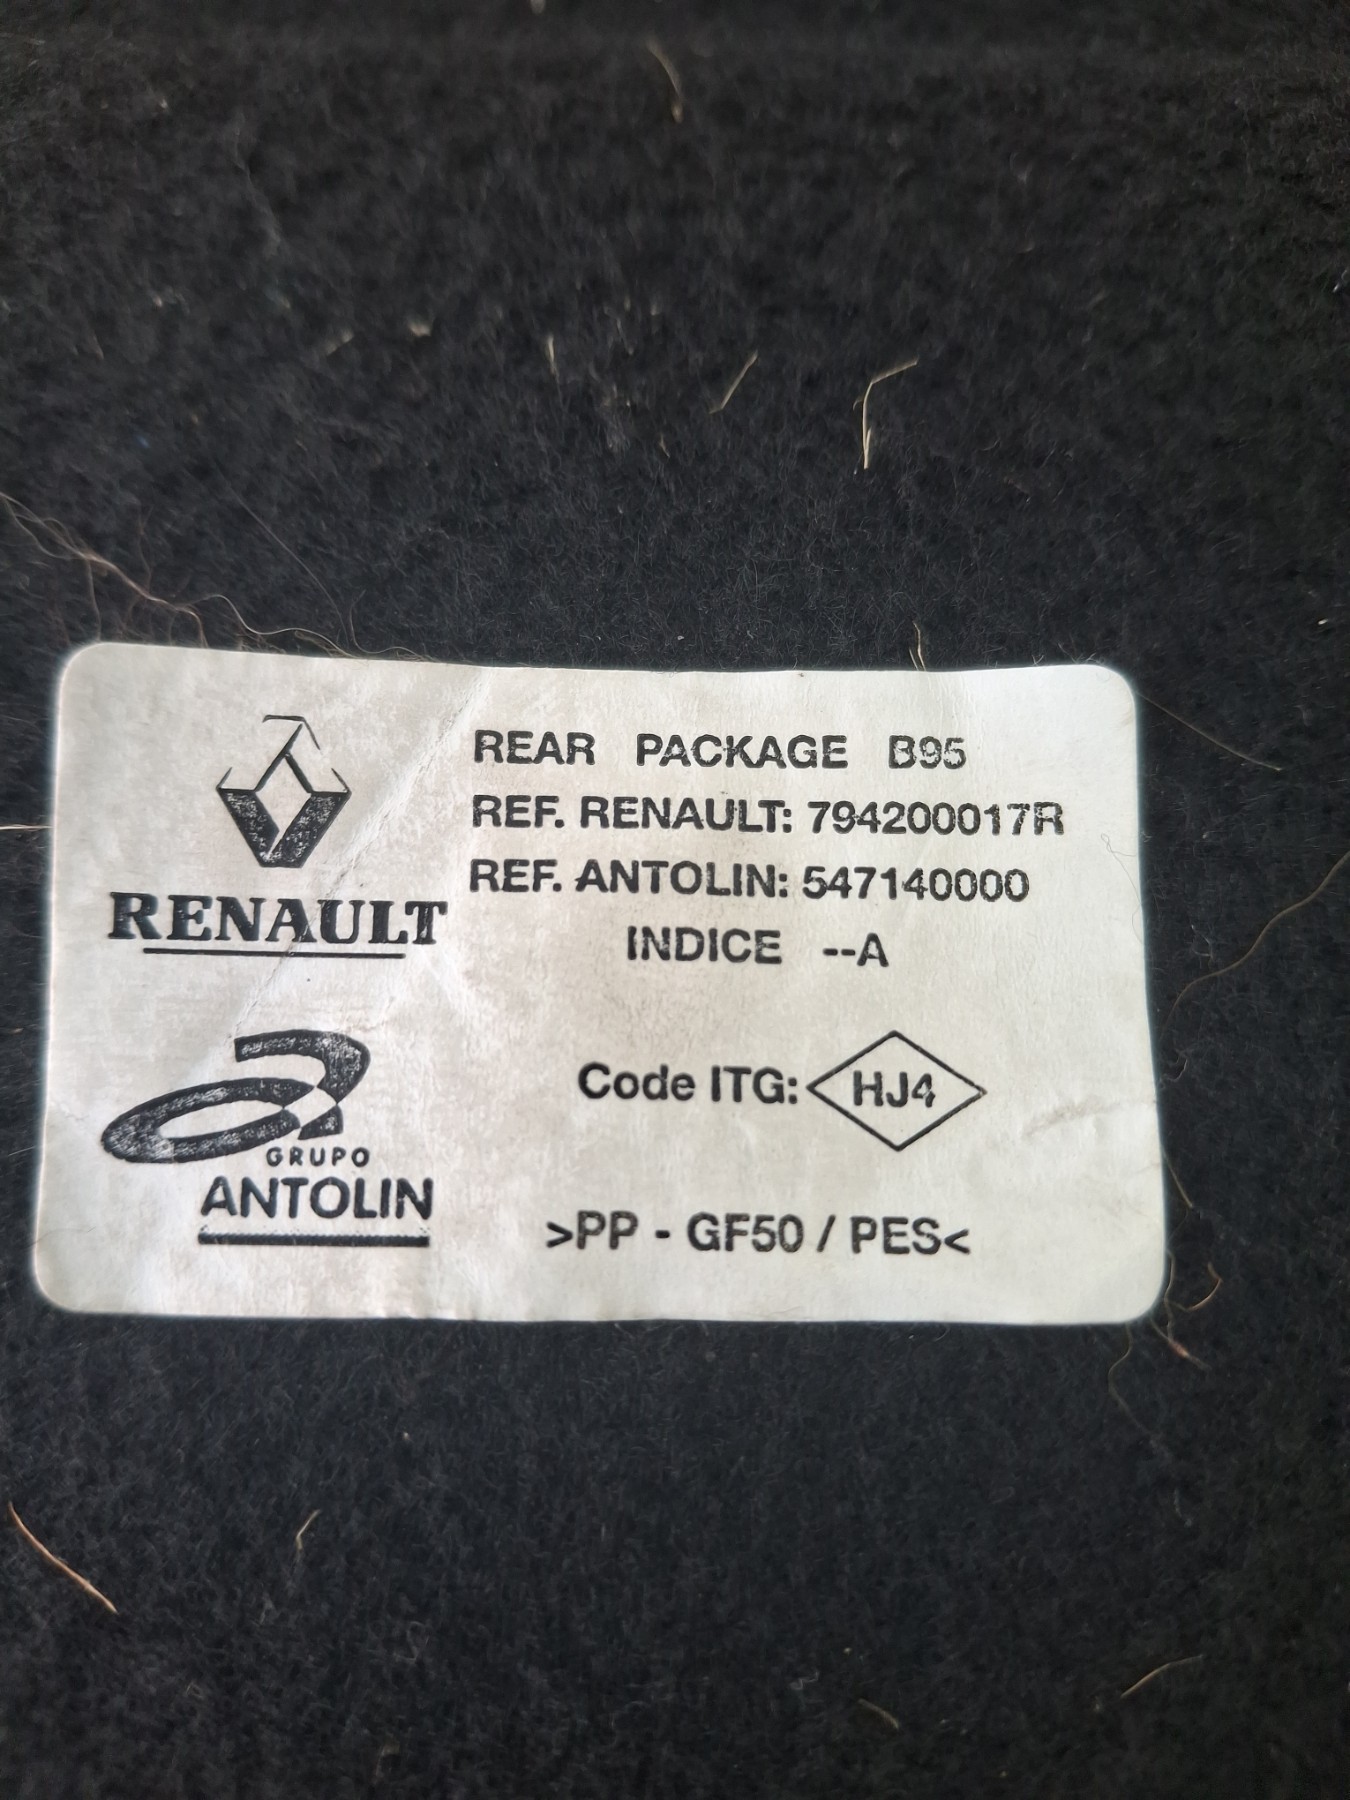 REAR PACKAGE B95
REF. RENAULT: 794200017R
REF. ANTOLIN: 547140000
INDICE --A
RENAULT
Code ITG: HJ4
GRUPO
ANTOLIN
>PP - GF50 / PES<